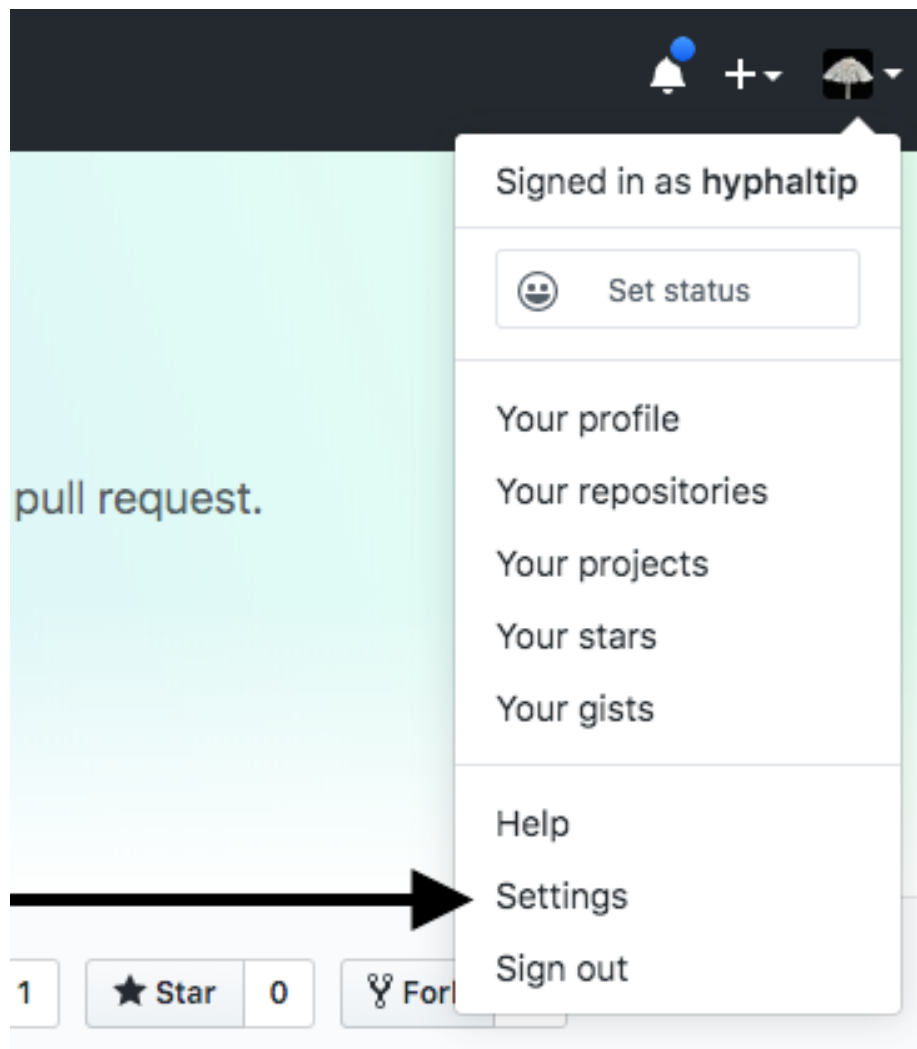 Signed in as hyphaltip
Set status
Your profile
Your repositories
pull request.
Your projects
Your stars
Your gists
Help
Settings
Sign out
1 Star 0